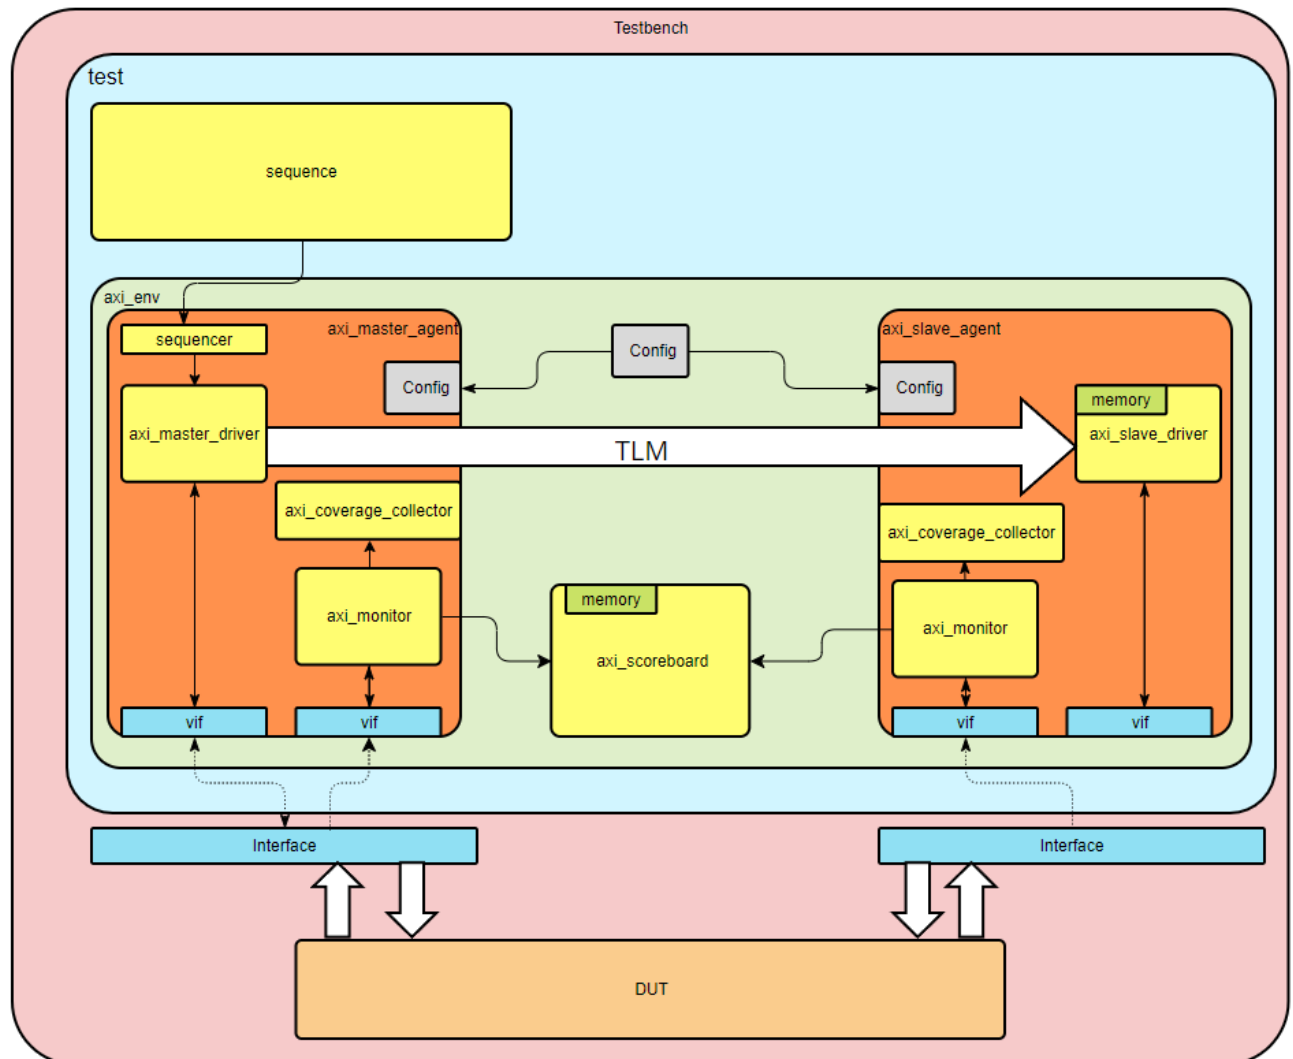 Testbench
test
sequence
axi_env
sequencer
axi_master_agent
Config
Config
axi_slave_agent
Config
memory
axi_master_driver
TLM
axi_slave_driver
axi_coverage_collector
axi_coverage_collector
memory
axi_monitor
axi_scoreboard
axi_monitor
vif
vif
vif
vif
Interface
Interface
DUT